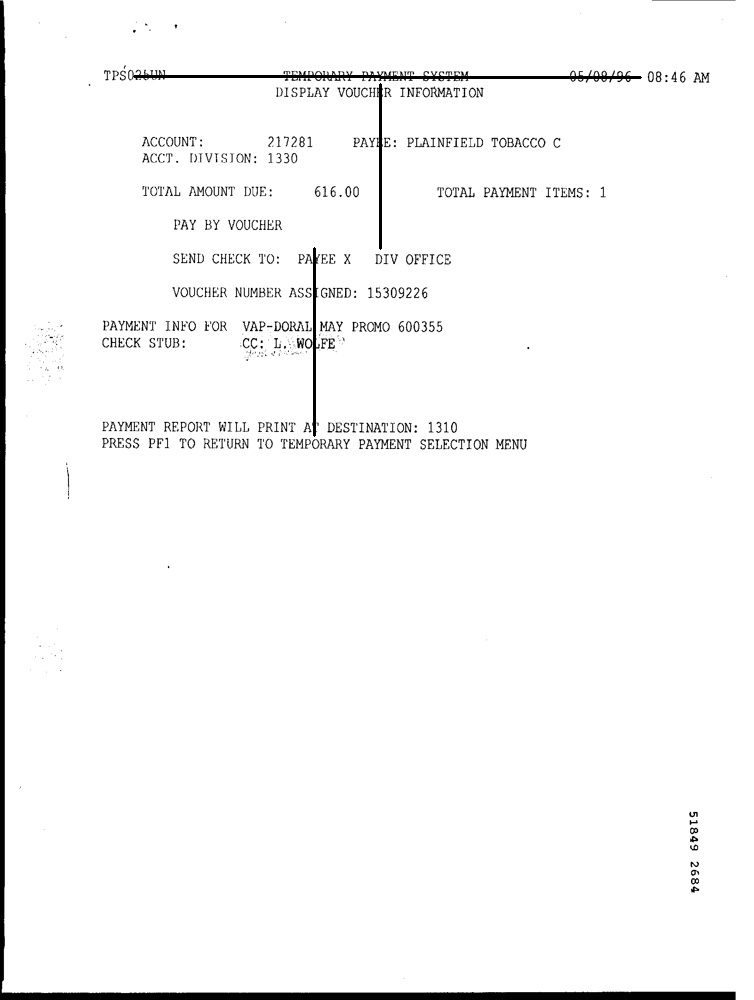 TPS026UN TEMPORARY PAYMENT SYSTEM 05/08/96 08:46 AM
DISPLAY VOUCHER INFORMATION
ACCOUNT: 217281 PAYEE: PLAINFIELD TOBACCO C
ACCT. DIVISION: 1330
TOTAL AMOUNT DUE: 616.00 TOTAL PAYMENT ITEMS: 1
PAY BY VOUCHER
SEND CHECK TO: PAYEE X DIV OFFICE
VOUCHER NUMBER ASSIGNED: 15309226
PAYMENT INFO FOR VAP-DORAL MAY PROMO 600355
CHECK STUB: CC: L. WOLFE
PAYMENT REPORT WILL PRINT AT DESTINATION: 1310
PRESS PF1 TO RETURN TO TEMPORARY PAYMENT SELECTION MENU
51849 2684